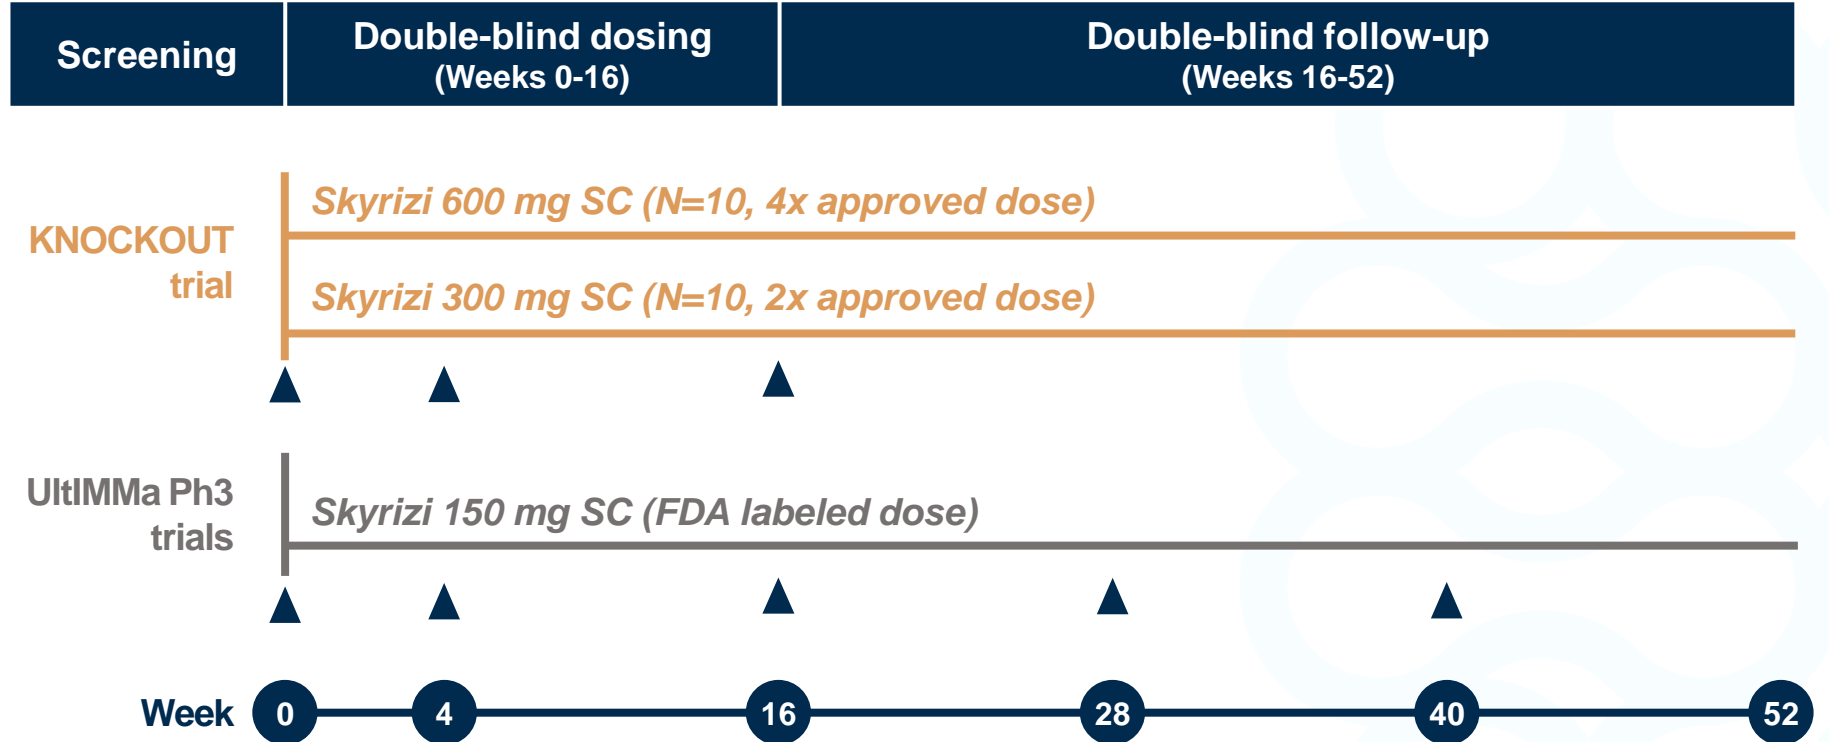 Screening
Double-blind dosing
(Weeks 0-16)
Double-blind follow-up
(Weeks 16-52)
KNOCKOUT
trial
Skyrizi 600 mg SC (N=10, 4x approved dose)
Skyrizi 300 mg SC (N=10, 2x approved dose)
UltIMMa Ph3
trials
Skyrizi 150 mg SC (FDA labeled dose)
Week 0 4 16 28 40 52